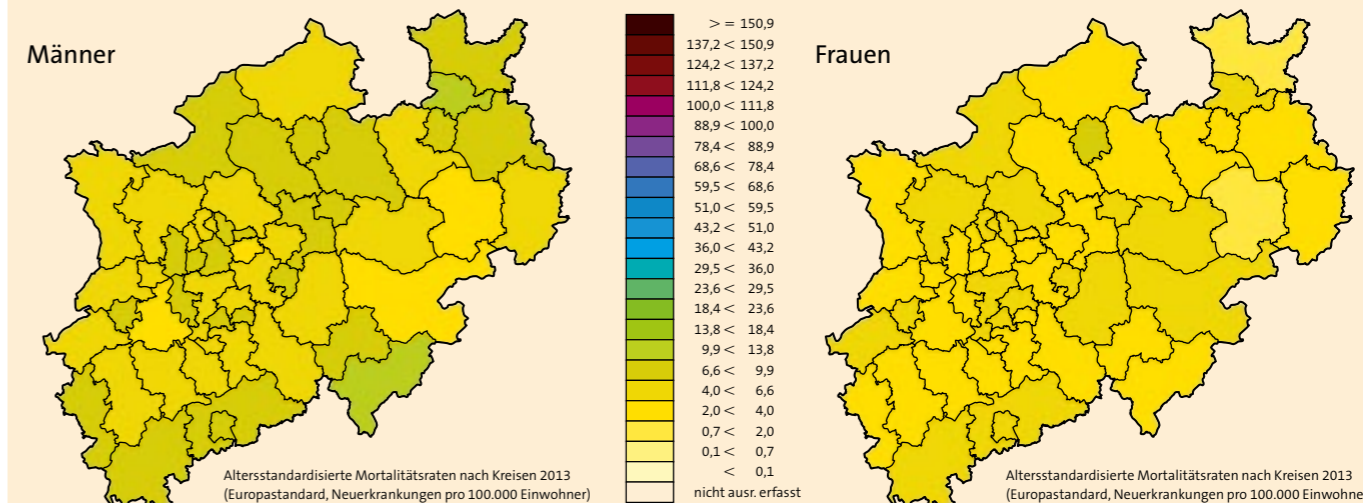 Männer
> = 150,9
137,2 < 150,9
124,2 < 137,2
111,8 < 124,2
100,0 < 111,8
88,9 < 100,0
78,4 < 88,9
68,6 < 78,4
59,5 < 68,6
51,0 < 59,5
43,2 < 51,0
36,0 < 43,2
29,5 < 36,0
23,6 < 29,5
18,4 < 23,6
13,8 < 18,4
9,9 < 13,8
6,6 < 9,9
4,0 < 6,6
2,0 < 4,0
0,7 < 2,0
0,1 < 0,7
< 0,1
nicht ausr. erfasst
Altersstandardisierte Mortalitätsraten nach Kreisen 2013
(Europastandard, Neuerkrankungen pro 100.000 Einwohner)
Frauen
Altersstandardisierte Mortalitätsraten nach Kreisen 2013
(Europastandard, Neuerkrankungen pro 100.000 Einwohne